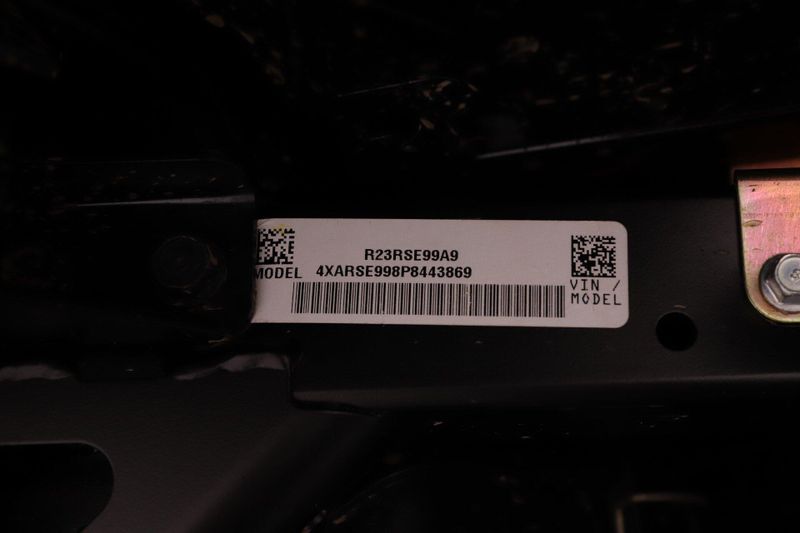 R23RSE99A9
MODEL 4XARSE998P8443869
VIN /
MODEL